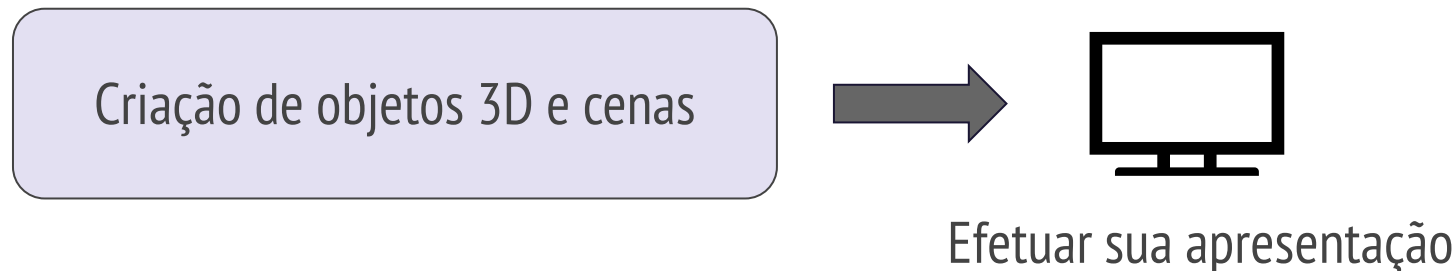 Criação de objetos 3D e cenas
Efetuar sua apresentação